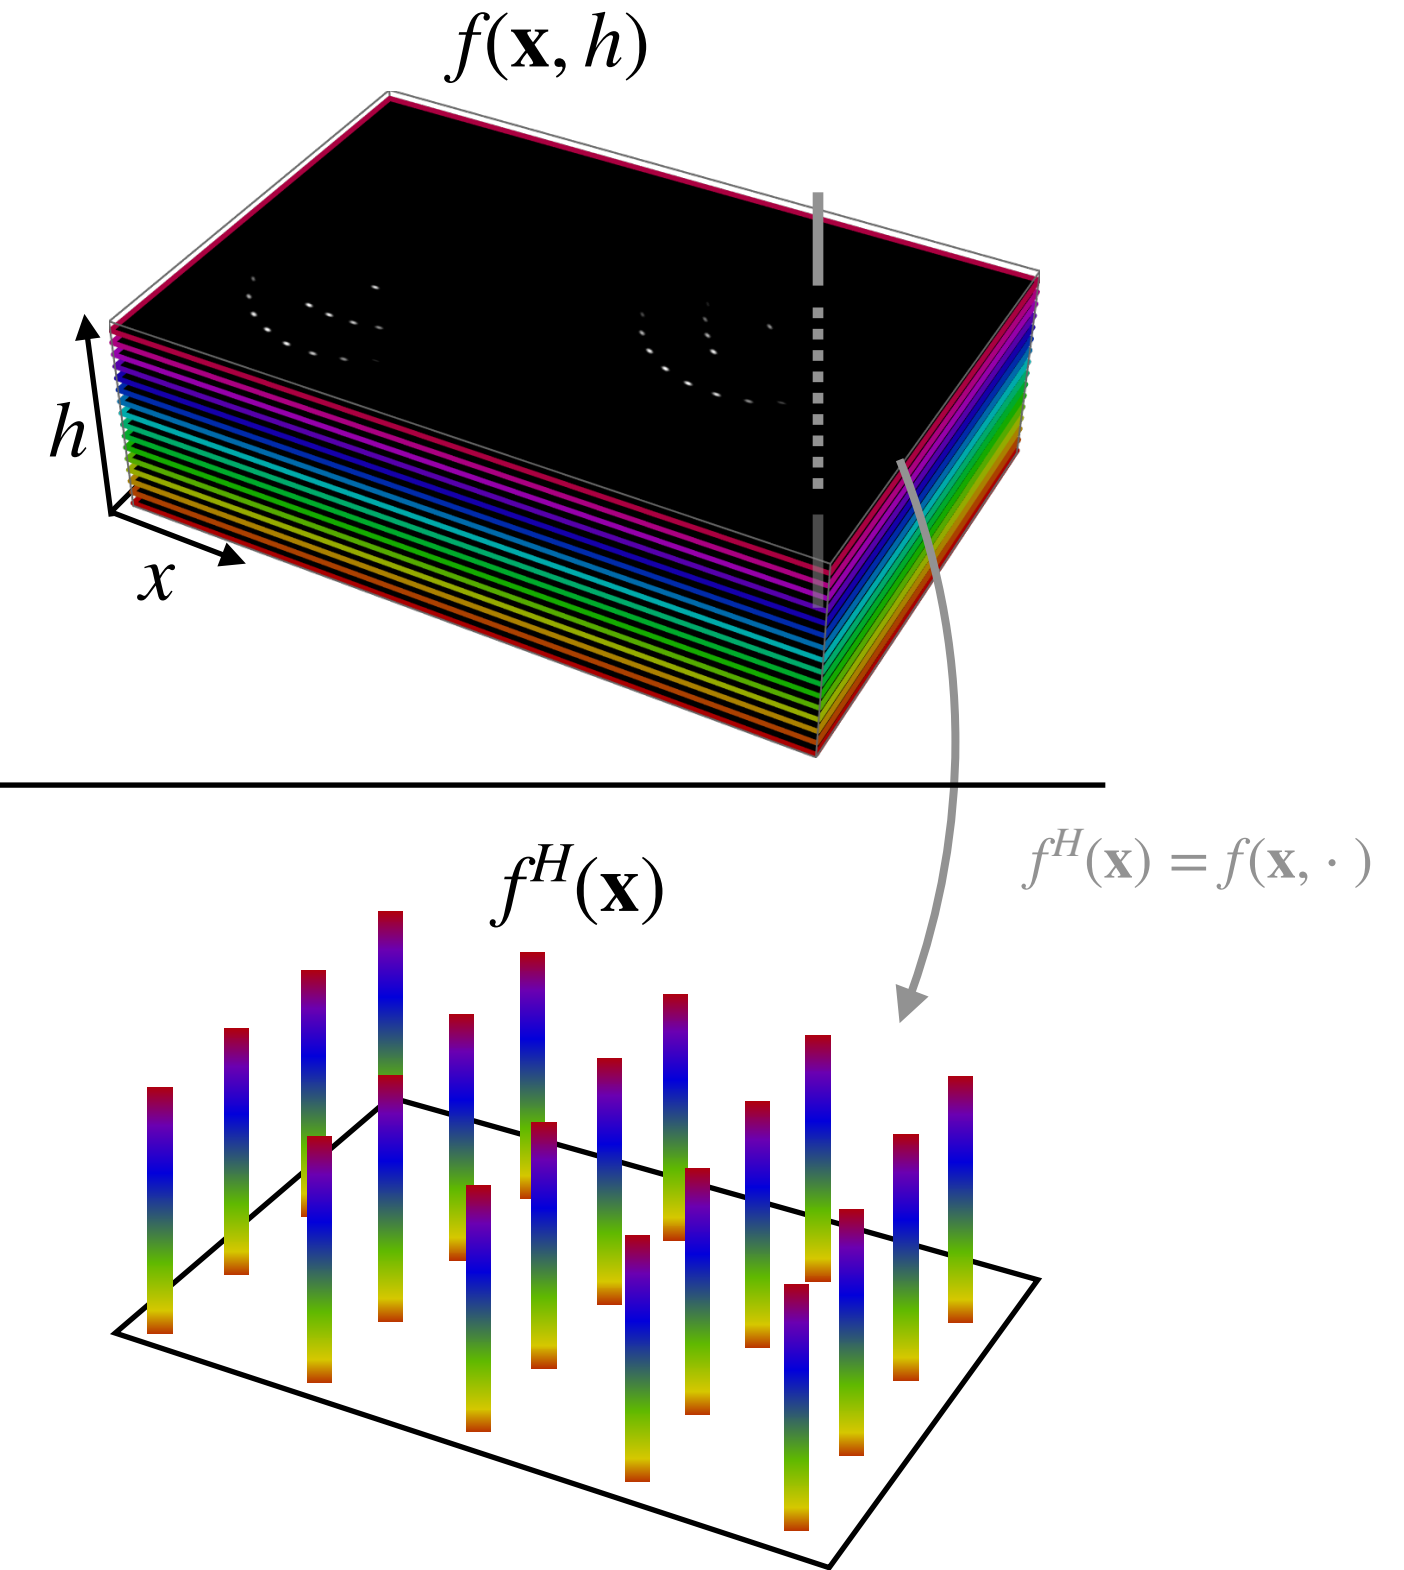 f(x, h)
h
x
f^H(x)
f^H(x) = f(x, · )